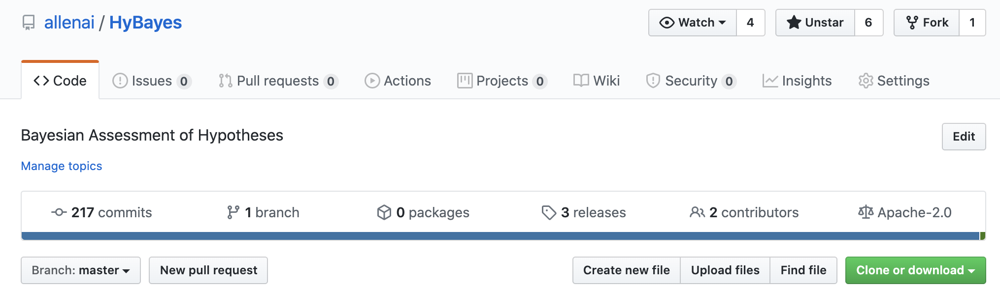 allenai / HyBayes Watch 4 Unstar 6 Fork 1
Code Issues 0 Pull requests 0 Actions Projects 0 Wiki Security 0 Insights Settings
Bayesian Assessment of Hypotheses Edit
Manage topics
217 commits 1 branch 0 packages 3 releases 2 contributors Apache-2.0
Branch: master New pull request Create new file Upload files Find file Clone or download